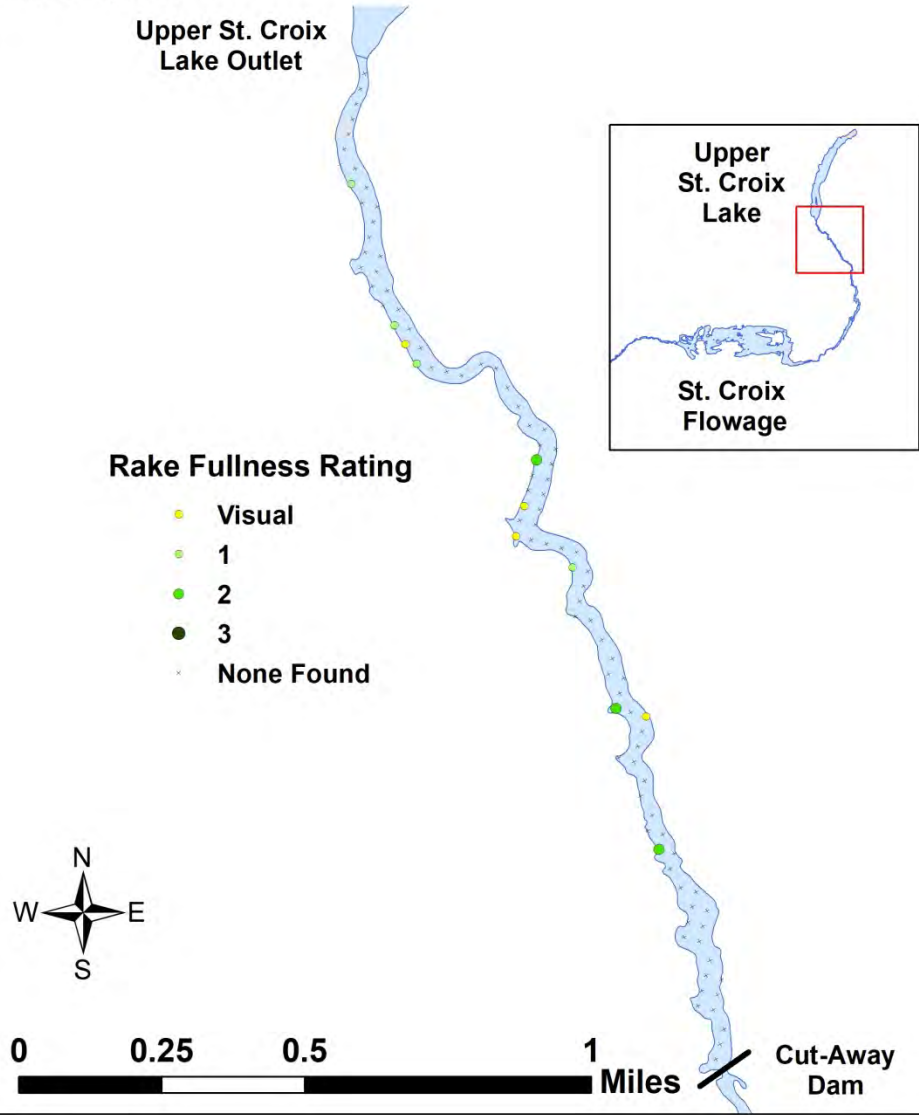 Upper St. Croix
Lake Outlet
Upper
St. Croix
Lake
St. Croix
Flowage
Rake Fullness Rating
Visual
1
2
3
None Found
N
W E
S
0 0.25 0.5 1
Miles
Cut-Away
Dam